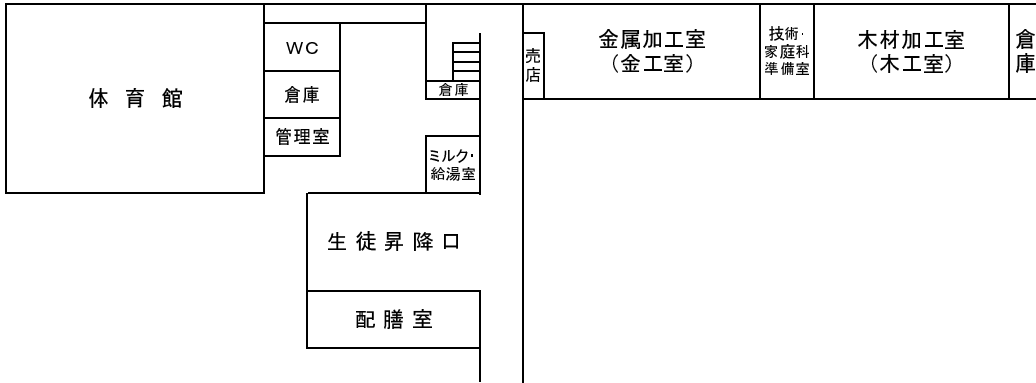 体育館
WC
倉庫
管理室
倉庫
ミルク・
給湯室
生徒昇降口
配膳室
売店
金属加工室
(金工室)
技術・
家庭科
準備室
木材加工室
(木工室)
倉庫